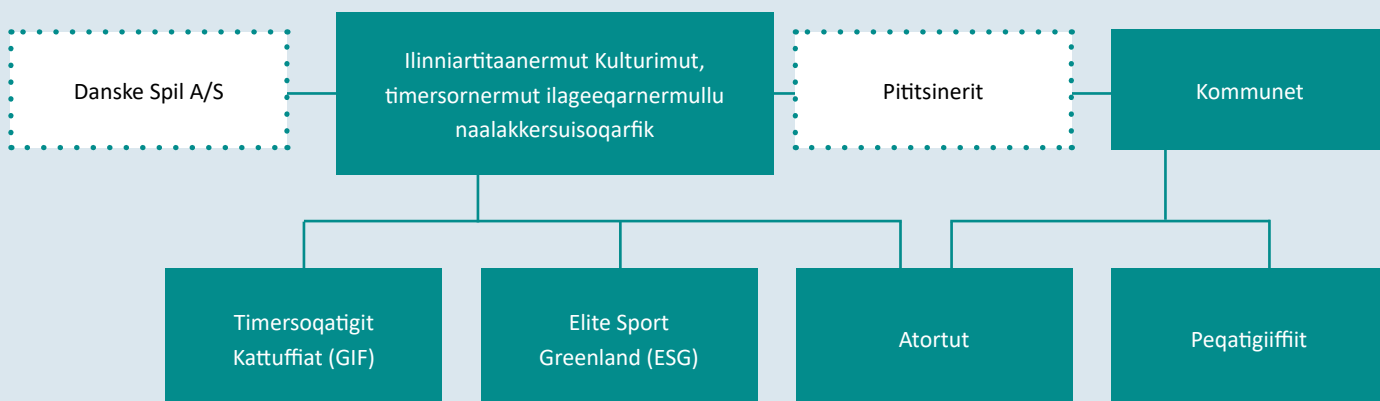 Danske Spil A/S
Ilinniartitaanermut Kulturimut,
timersornermut ilageeqarnermullu
naalakkersuisoqarfik
Pititsinerit
Kommunet
Timersoqatigit
Kattuffiat (GIF)
Elite Sport
Greenland (ESG)
Atortut
Peqatigiiffiit